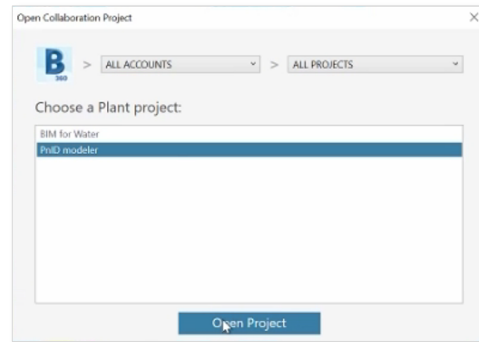 Open Collaboration Project
B
360
> ALL ACCOUNTS > ALL PROJECTS
Choose a Plant project:
BIM for Water
PnID modeler
Open Project